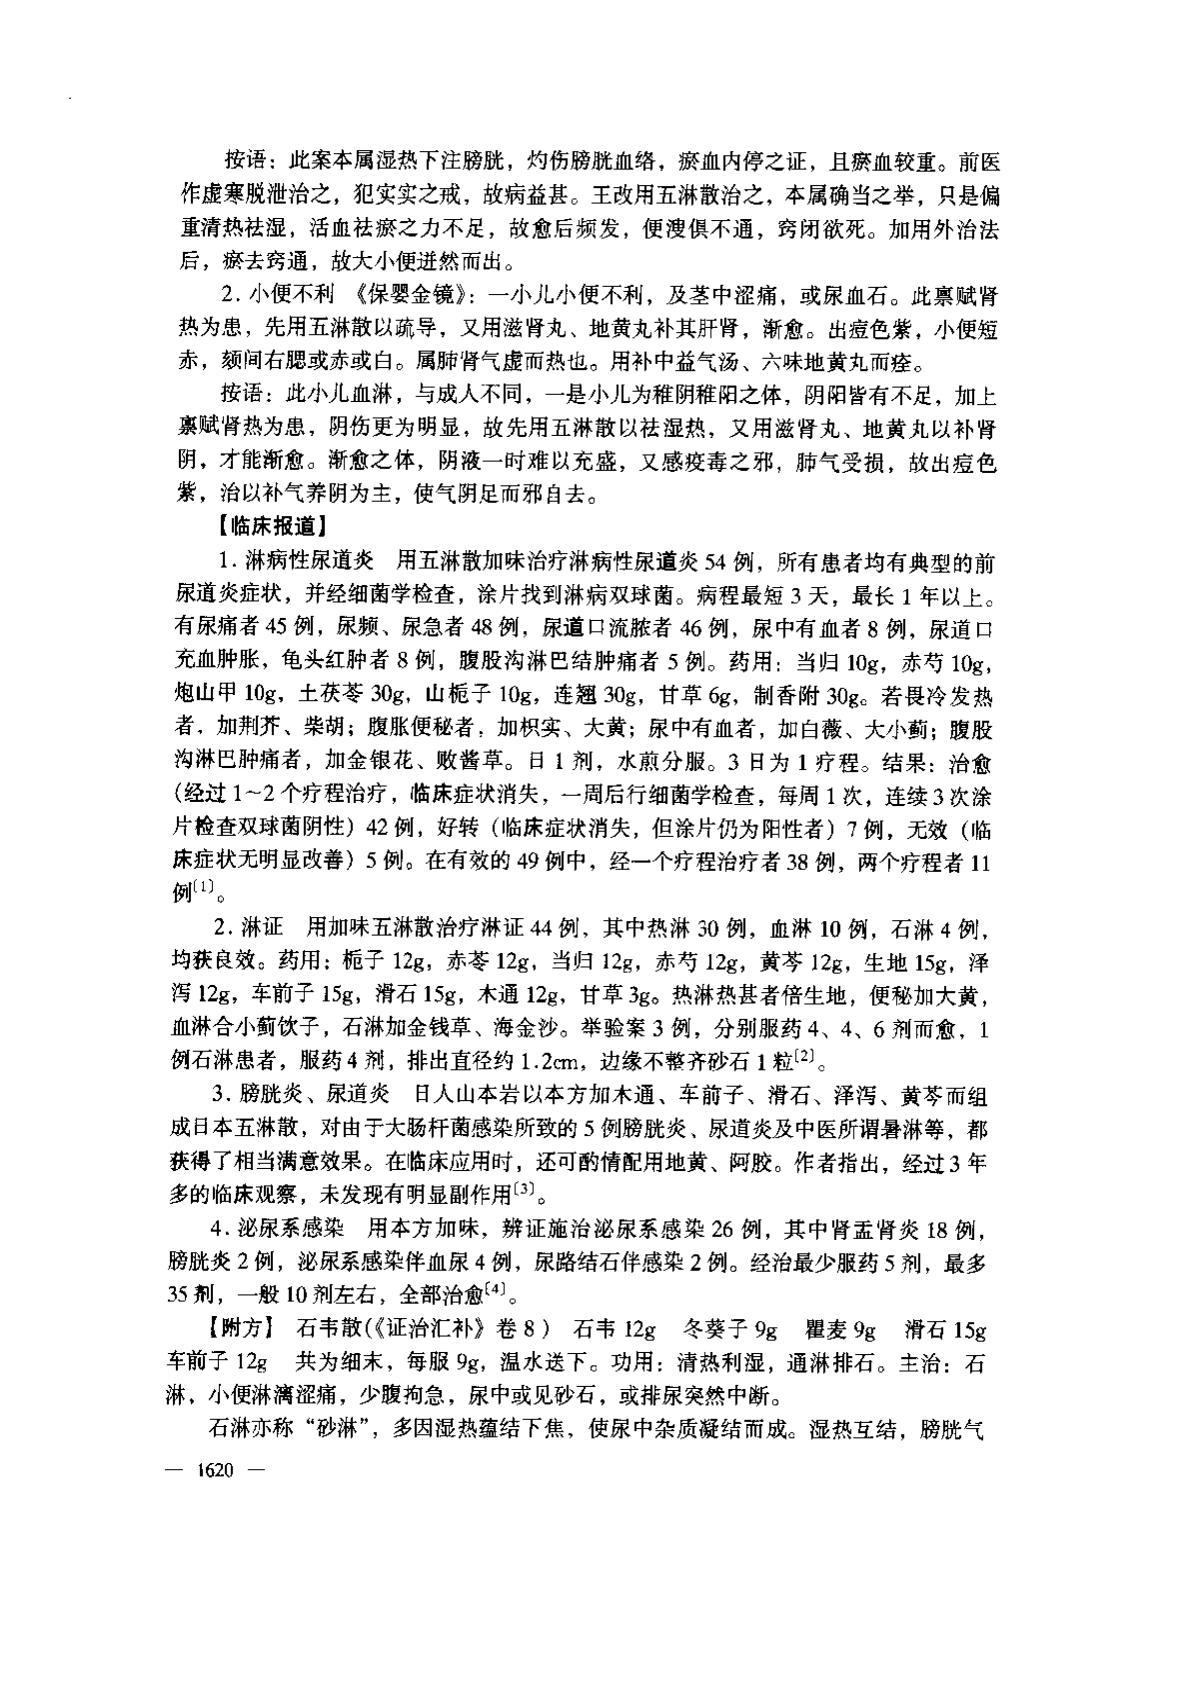 按语：此案本属湿热下注膀胱，灼伤膀胱血络，瘀血内停之证，且瘀血较重。前医
作虚寒脱泄治之，犯实实之戒，故病益甚。王改用五淋散治之，本属确当之举，只是偏
重清热祛湿，活血祛瘀之力不足，故愈后频发，便溲俱不通，窍闭欲死。加用外治法
后，瘀去窍通，故大小便迸然而出。
2. 小便不利 《保婴金镜》：一小儿小便不利，及茎中涩痛，或尿血石。此禀赋肾
热为患，先用五淋散以疏导，又用滋肾丸、地黄丸补其肝肾，渐愈。出痘色紫，小便短
赤，颏间右腮或赤或白。属肺肾气虚而热也。用补中益气汤、六味地黄丸而痊。
按语：此小儿血淋，与成人不同，一是小儿为稚阴稚阳之体，阴阳皆有不足，加上
禀赋肾热为患，阴伤更为明显，故先用五淋散以祛湿热，又用滋肾丸、地黄丸以补肾
阴，才能渐愈。渐愈之体，阴液一时难以充盛，又感疫毒之邪，肺气受损，故出痘色
紫，治以补气养阴为主，使气阴足而邪自去。
【临床报道】
1. 淋病性尿道炎 用五淋散加味治疗淋病性尿道炎 54 例，所有患者均有典型的前
尿道炎症状，并经细菌学检查，涂片找到淋病双球菌。病程最短 3 天，最长 1 年以上。
有尿痛者 45 例，尿频、尿急者 48 例，尿道口流脓者 46 例，尿中有血者 8 例，尿道口
充血肿胀，龟头红肿者 8 例，腹股沟淋巴结肿痛者 5 例。药用：当归 10g，赤芍 10g，
炮山甲 10g，土茯苓 30g，山栀子 10g，连翘 30g，甘草 6g，制香附 30g。若畏冷发热
者，加荆芥、柴胡；腹胀便秘者，加枳实、大黄；尿中有血者，加白薇、大小蓟；腹股
沟淋巴肿痛者，加金银花、败酱草。日 1 剂，水煎分服。3 日为 1 疗程。结果：治愈
（经过 1~2 个疗程治疗，临床症状消失，一周后行细菌学检查，每周 1 次，连续 3 次涂
片检查双球菌阴性）42 例，好转（临床症状消失，但涂片仍为阳性者）7 例，无效（临
床症状无明显改善）5 例。在有效的 49 例中，经一个疗程治疗者 38 例，两个疗程者 11
例〔1〕。
2. 淋证 用加味五淋散治疗淋证 44 例，其中热淋 30 例，血淋 10 例，石淋 4 例，
均获良效。药用：栀子 12g，赤苓 12g，当归 12g，赤芍 12g，黄芩 12g，生地 15g，泽
泻 12g，车前子 15g，滑石 15g，木通 12g，甘草 3g。热淋热甚者倍生地，便秘加大黄，
血淋合小蓟饮子，石淋加金钱草、海金沙。举验案 3 例，分别服药 4、4、6 剂而愈，1
例石淋患者，服药 4 剂，排出直径约 1.2cm，边缘不整齐砂石 1 粒〔2〕。
3. 膀胱炎、尿道炎 日人山本岩以本方加木通、车前子、滑石、泽泻、黄芩而组
成日本五淋散，对由于大肠杆菌感染所致的 5 例膀胱炎、尿道炎及中医所谓暑淋等，都
获得了相当满意效果。在临床应用时，还可酌情配用地黄、阿胶。作者指出，经过 3 年
多的临床观察，未发现有明显副作用〔3〕。
4. 泌尿系感染 用本方加味，辨证施治泌尿系感染 26 例，其中肾盂肾炎 18 例，
膀胱炎 2 例，泌尿系感染伴血尿 4 例，尿路结石伴感染 2 例。经治最少服药 5 剂，最多
35 剂，一般 10 剂左右，全部治愈〔4〕。
【附方】 石韦散（《证治汇补》卷 8） 石韦 12g 冬葵子 9g 瞿麦 9g 滑石 15g
车前子 12g 共为细末，每服 9g，温水送下。功用：清热利湿，通淋排石。主治：石
淋，小便淋漓涩痛，少腹拘急，尿中或见砂石，或排尿突然中断。
石淋亦称“砂淋”，多因湿热蕴结下焦，使尿中杂质凝结而成。湿热互结，膀胱气
— 1620 —